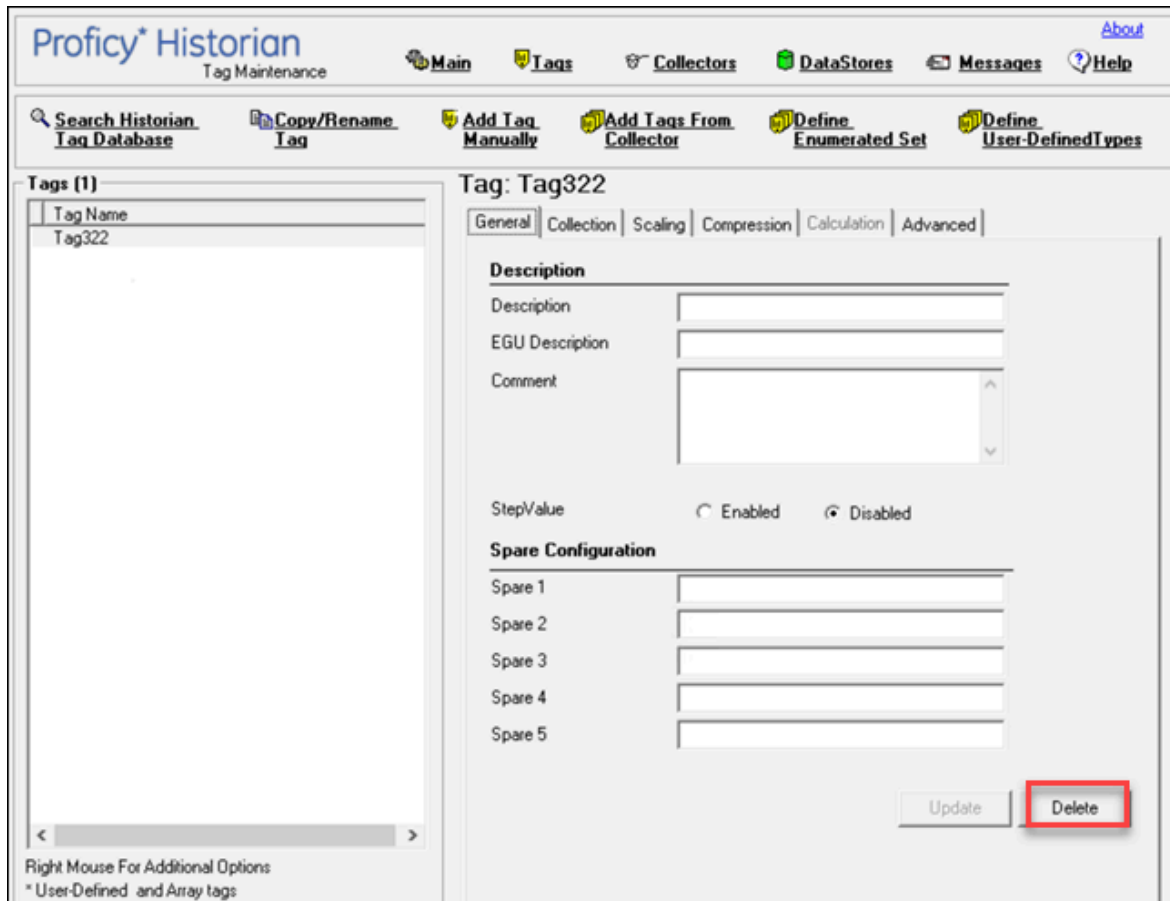 About
Proficy* Historian
Tag Maintenance
Main Tags Collectors DataStores Messages Help
Search Historian
Tag Database
Copy/Rename
Tag
Add Tag
Manually
Add Tags From
Collector
Define
Enumerated Set
Define
User-DefinedTypes
Tags (1)
Tag Name
Tag322
Tag: Tag322
General Collection Scaling Compression Calculation Advanced
Description
Description
EGU Description
Comment
StepValue Enabled Disabled
Spare Configuration
Spare 1
Spare 2
Spare 3
Spare 4
Spare 5
Update Delete
Right Mouse For Additional Options
* User-Defined and Array tags